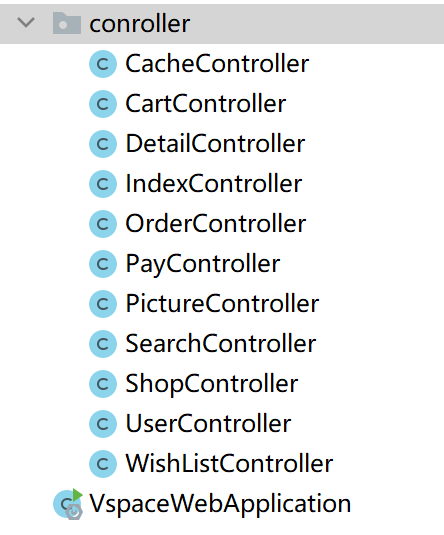 conroller
C CacheController
C CartController
C DetailController
C IndexController
C OrderController
C PayController
C PictureController
C SearchController
C ShopController
C UserController
C WishListController
C VspaceWebApplication